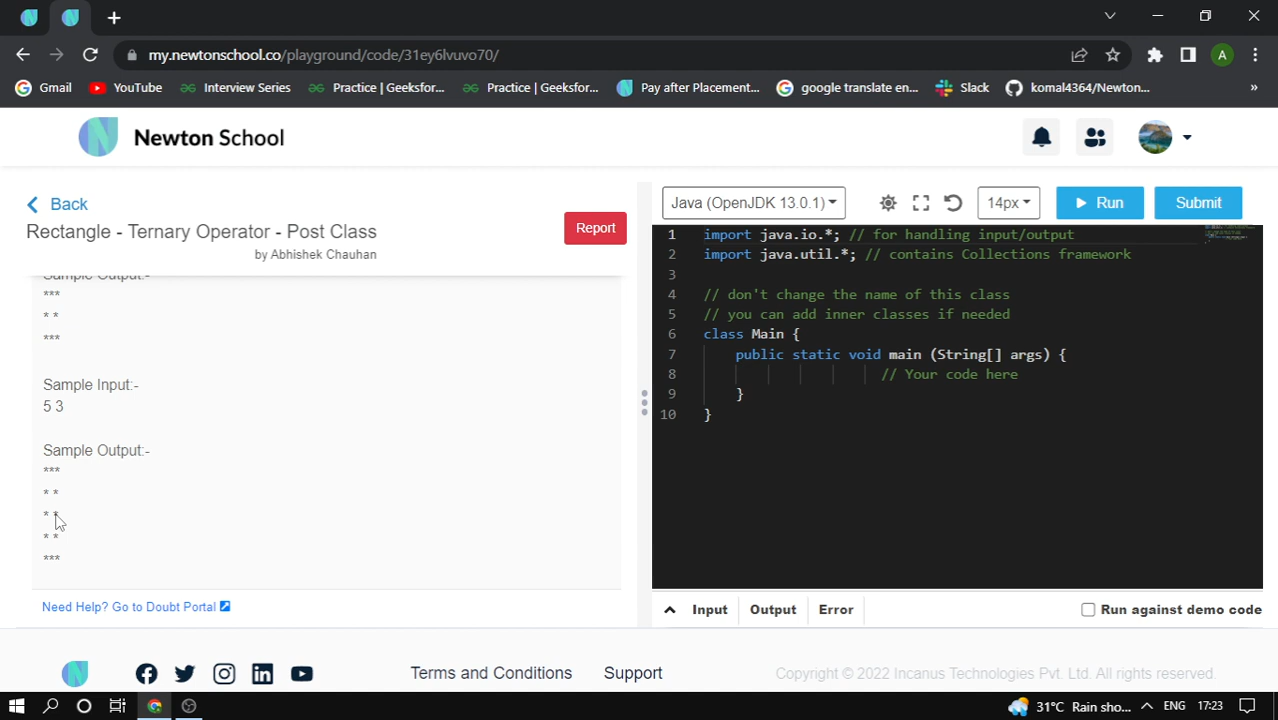 my.newtonschool.co/playground/code/31ey6lvuvo70/
A
Gmail
YouTube
Interview Series
Practice | Geeksfor...
Practice | Geeksfor...
Pay after Placement...
google translate en...
Slack
komal4364/Newton...
»
Newton School
Back
Rectangle - Ternary Operator - Post Class
by Abhishek Chauhan
Report
Sample Output:-
***
* *
***
Sample Input:-
5 3
Sample Output:-
***
* *
* *
* *
***
Need Help? Go to Doubt Portal
Java (OpenJDK 13.0.1)
14px
Run
Submit
1 import java.io.*; // for handling input/output
2 import java.util.*; // contains Collections framework
3
4 // don't change the name of this class
5 // you can add inner classes if needed
6 class Main {
7 public static void main (String[] args) {
8 // Your code here
9 }
10 }
Input
Output
Error
Run against demo code
Terms and Conditions
Support
Copyright © 2022 Incanus Technologies Pvt. Ltd. All rights reserved.
31°C Rain sho...
ENG
17:23